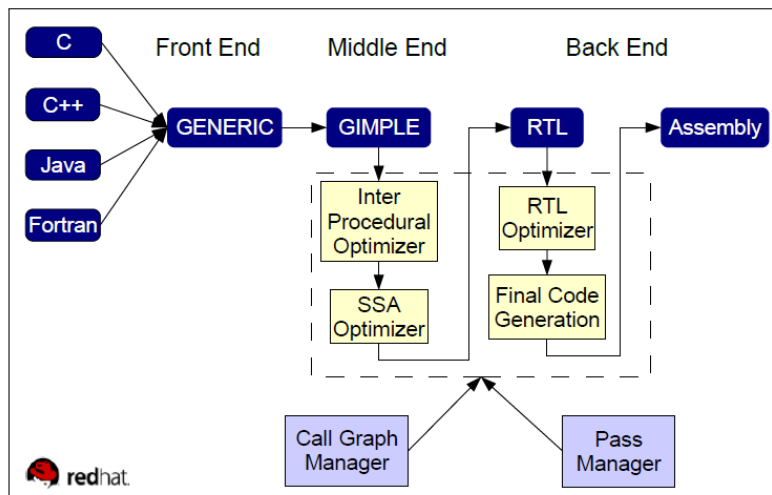 Front End
Middle End
Back End
C
C++
Java
Fortran
GENERIC
GIMPLE
RTL
Assembly
Inter
Procedural
Optimizer
SSA
Optimizer
RTL
Optimizer
Final Code
Generation
Call Graph
Manager
Pass
Manager
redhat.